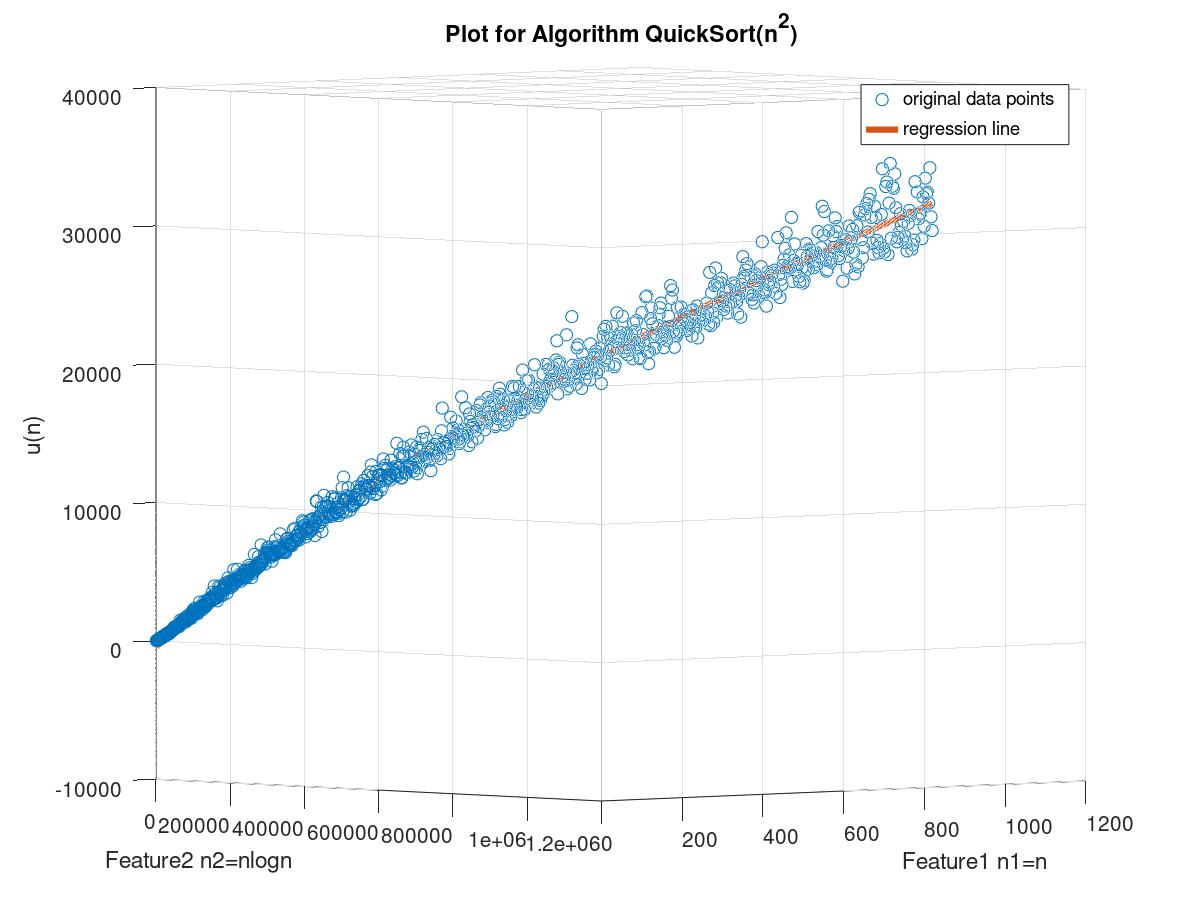 Plot for Algorithm QuickSort(n²)
original data points
regression line
40000
30000
20000
10000
0
-10000
u(n)
0 200000 400000 600000 800000 1e+06 1.2e+06 0 200 400 600 800 1000 1200
Feature2 n2=nlogn
Feature1 n1=n